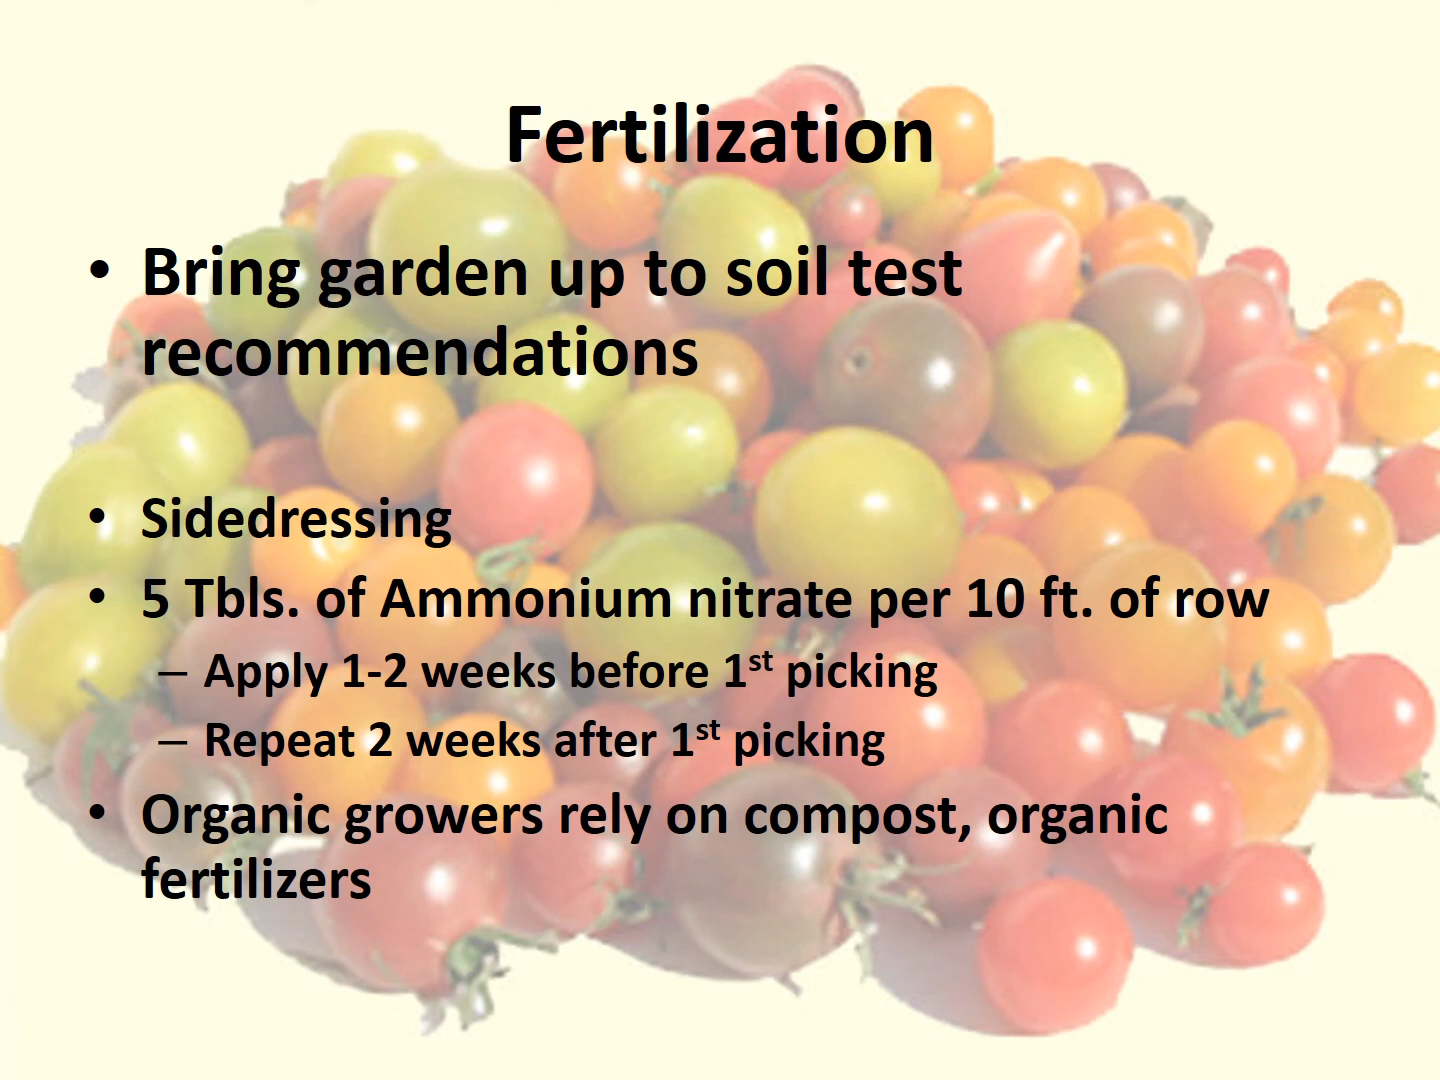 Fertilization
• Bring garden up to soil test
recommendations
• Sidedressing
• 5 Tbls. of Ammonium nitrate per 10 ft. of row
– Apply 1-2 weeks before 1st picking
– Repeat 2 weeks after 1st picking
• Organic growers rely on compost, organic
fertilizers